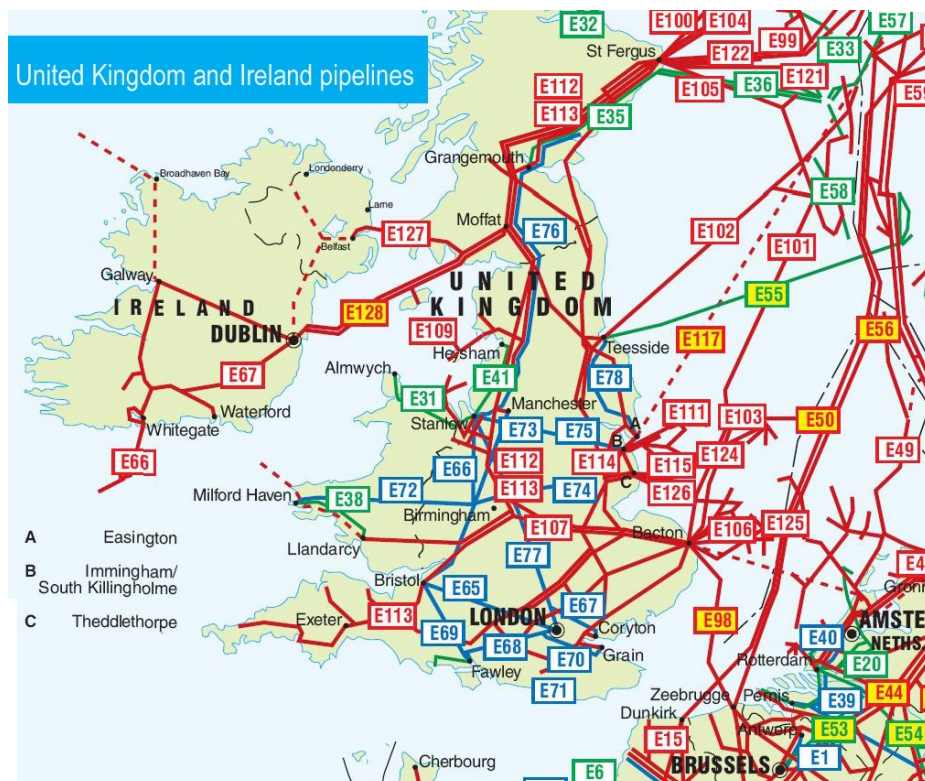 E32
E100
E104
E57
E99
E33
E122
St Fergus
E121
E36
E105
E59
United Kingdom and Ireland pipelines
E112
E113
E35
Grangemouth
Broadhaven Bay
Londonderry
Larne
E58
Moffat
E76
E127
E102
Belfast
E101
Galway
UNITED
KINGDOM
E55
IRELAND
E128
DUBLIN
E109
Heysham
E117
E56
Teesside
Almwych
E67
E41
E78
E31
Manchester
Waterford
Stanlow
E111
E103
E50
A
Whitegate
E73
E75
B
E49
E66
E66
E112
E114
E115
E124
C
Milford Haven
E38
E72
E113
E74
E126
Birmingham
E107
Bacton
E106
E125
A Easington
Llandarcy
E77
B Immingham/
South Killingholme
Bristol
E65
C Theddlethorpe
Exeter
E113
E67
LONDON
E98
Coryton
E40
AMSTE
NETHS.
E69
E68
E70
Grain
Rotterdam
E20
Fawley
E71
Zeebrugge
Pernis
E39
E44
Dunkirk
Antwerp
E53
E54
E15
Cherbourg
E6
BRUSSELS
E1